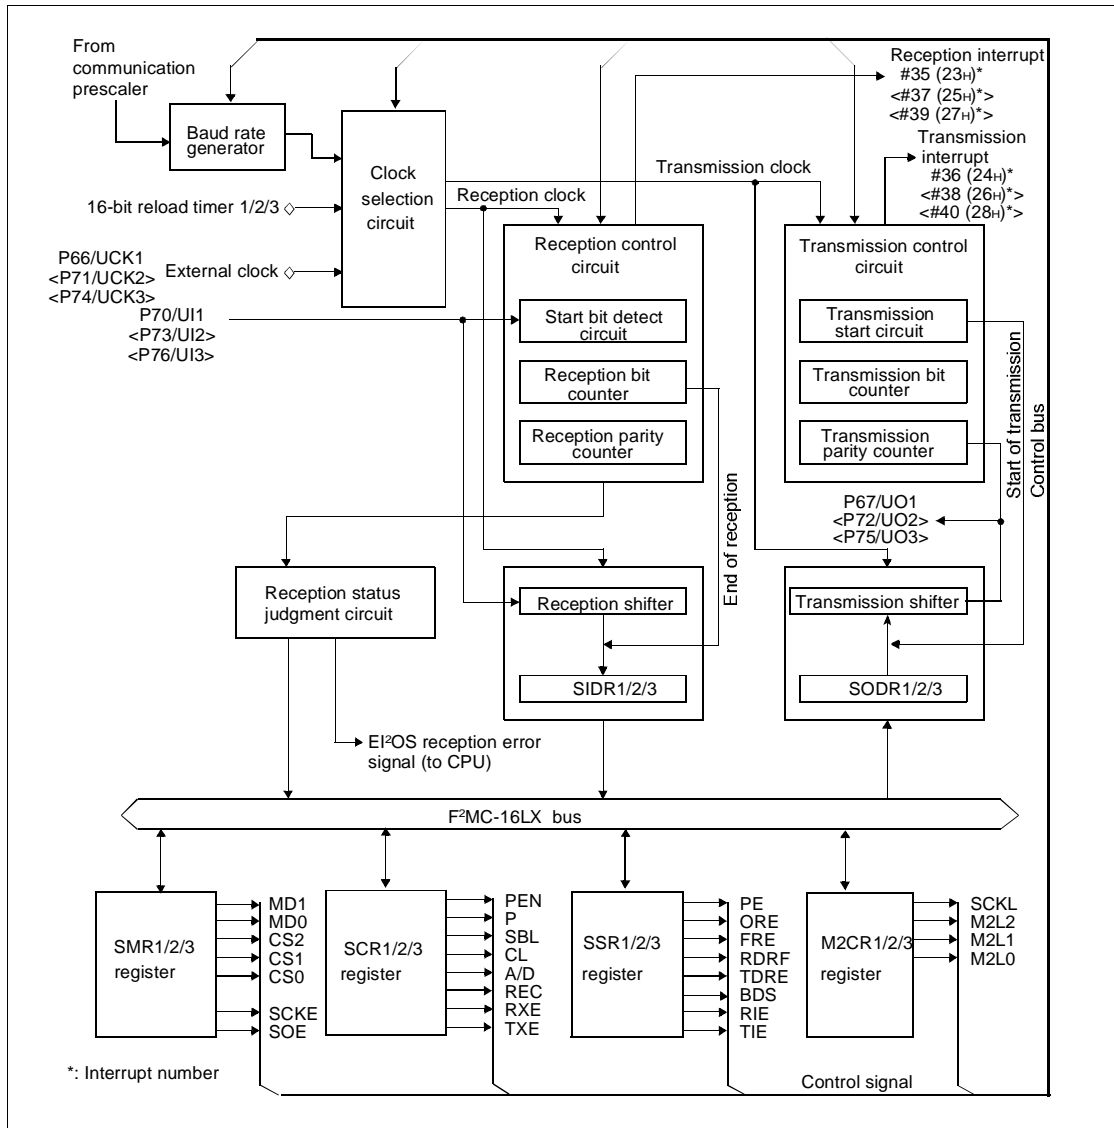 From
communication
prescaler
Baud rate
generator
Clock
selection
circuit
16-bit reload timer 1/2/3
P66/UCK1
<P71/UCK2>
<P74/UCK3>
External clock
P70/UI1
<P73/UI2>
<P76/UI3>
Reception clock
Transmission clock
Reception interrupt
#35 (23H)*
<#37 (25H)*>
<#39 (27H)*>
Transmission
interrupt
#36 (24H)*
<#38 (26H)*>
<#40 (28H)*>
Reception control
circuit
Start bit detect
circuit
Reception bit
counter
Reception parity
counter
Transmission control
circuit
Transmission
start circuit
Transmission bit
counter
Transmission
parity counter
Start of transmission
Control bus
End of reception
P67/UO1
<P72/UO2>
<P75/UO3>
Reception status
judgment circuit
Reception shifter
SIDR1/2/3
Transmission shifter
SODR1/2/3
EI²OS reception error
signal (to CPU)
F²MC-16LX bus
SMR1/2/3
register
MD1
MD0
CS2
CS1
CS0
SCKE
SOE
SCR1/2/3
register
PEN
P
SBL
CL
A/D
REC
RXE
TXE
SSR1/2/3
register
PE
ORE
FRE
RDRF
TDRE
BDS
RIE
TIE
M2CR1/2/3
register
SCKL
M2L2
M2L1
M2L0
*: Interrupt number
Control signal